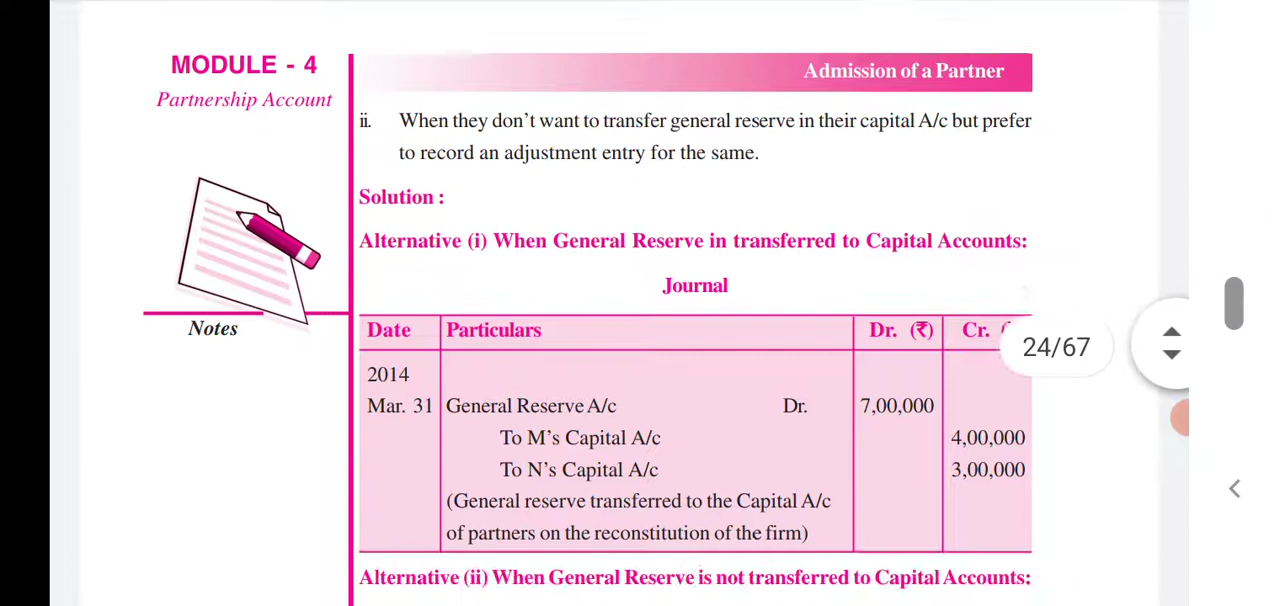 MODULE - 4
Partnership Account
Admission of a Partner
ii. When they don't want to transfer general reserve in their capital A/c but prefer
to record an adjustment entry for the same.
Solution :
Alternative (i) When General Reserve in transferred to Capital Accounts:
Journal
Notes
Date Particulars Dr. (₹) Cr.
24/67
2014
Mar. 31 General Reserve A/c Dr. 7,00,000
To M's Capital A/c 4,00,000
To N's Capital A/c 3,00,000
(General reserve transferred to the Capital A/c
of partners on the reconstitution of the firm)
Alternative (ii) When General Reserve is not transferred to Capital Accounts: